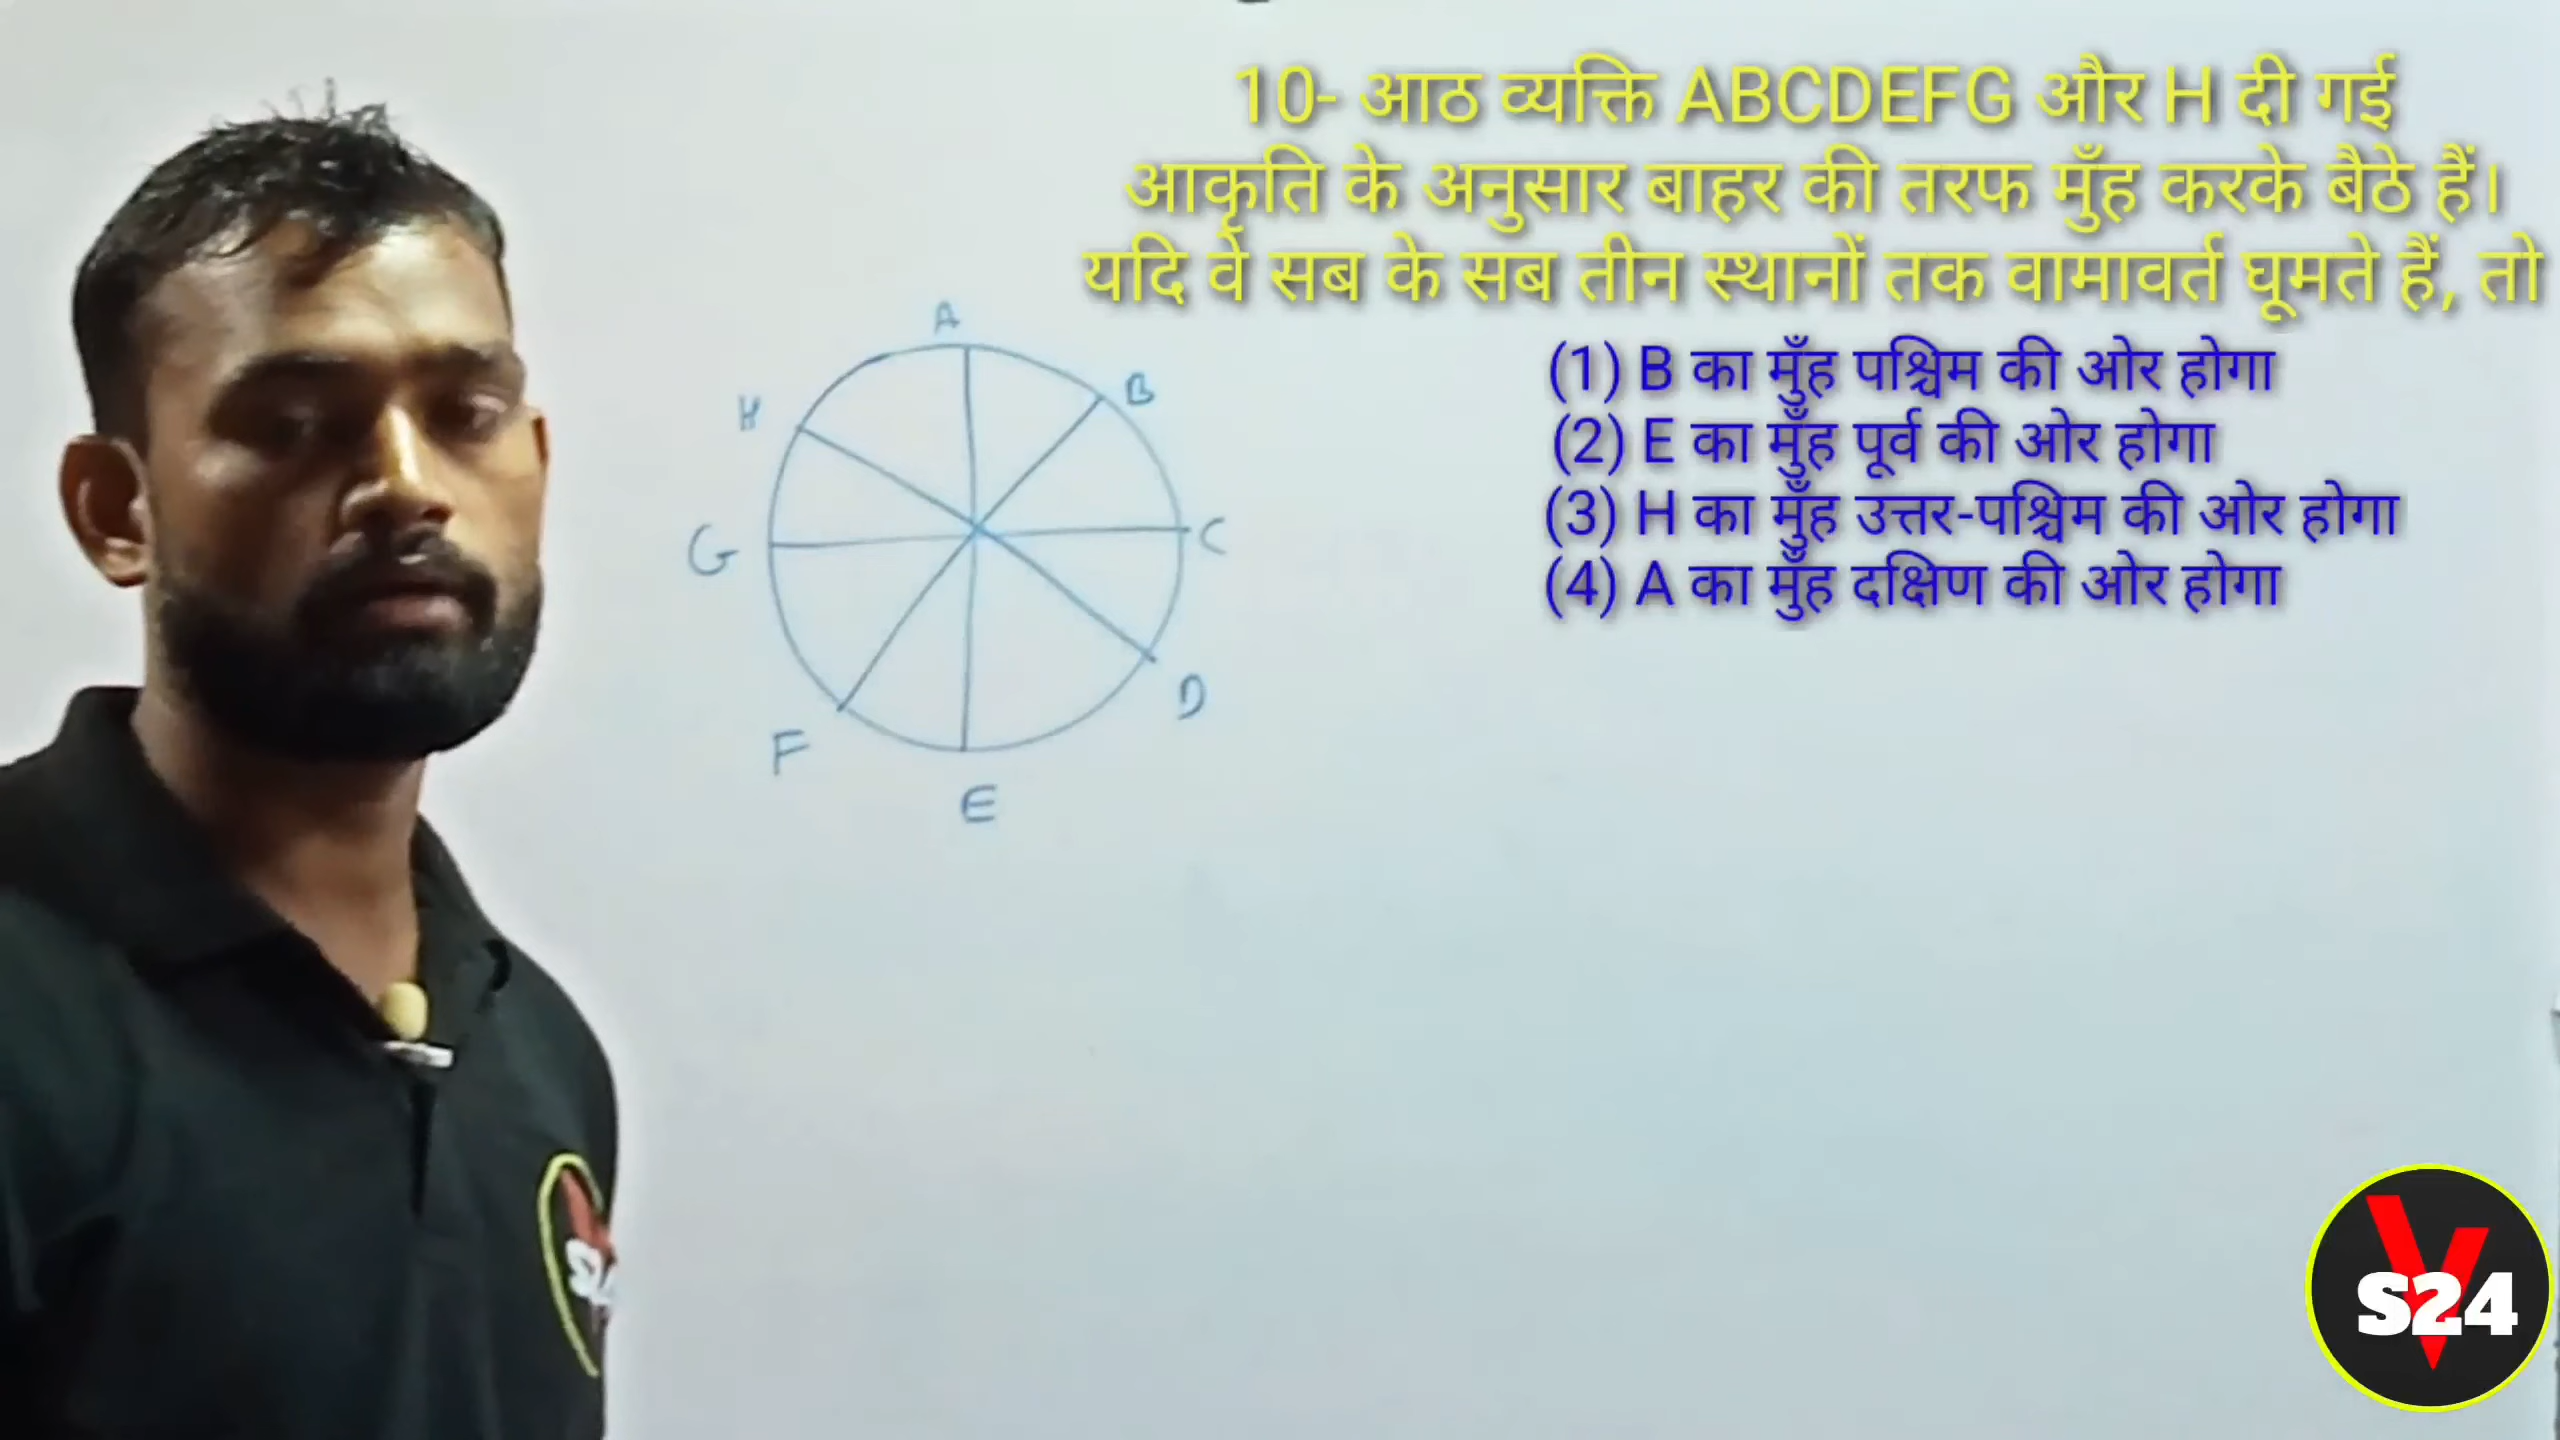 10- आठ व्यक्ति ABCDEFG और H दी गई
आकृति के अनुसार बाहर की तरफ मुँह करके बैठे हैं।
यदि वे सब के सब तीन स्थानों तक वामावर्त घूमते हैं, तो
(1) B का मुँह पश्चिम की ओर होगा
(2) E का मुँह पूर्व की ओर होगा
(3) H का मुँह उत्तर-पश्चिम की ओर होगा
(4) A का मुँह दक्षिण की ओर होगा
A
B
H
G
C
D
F
E
V
S24